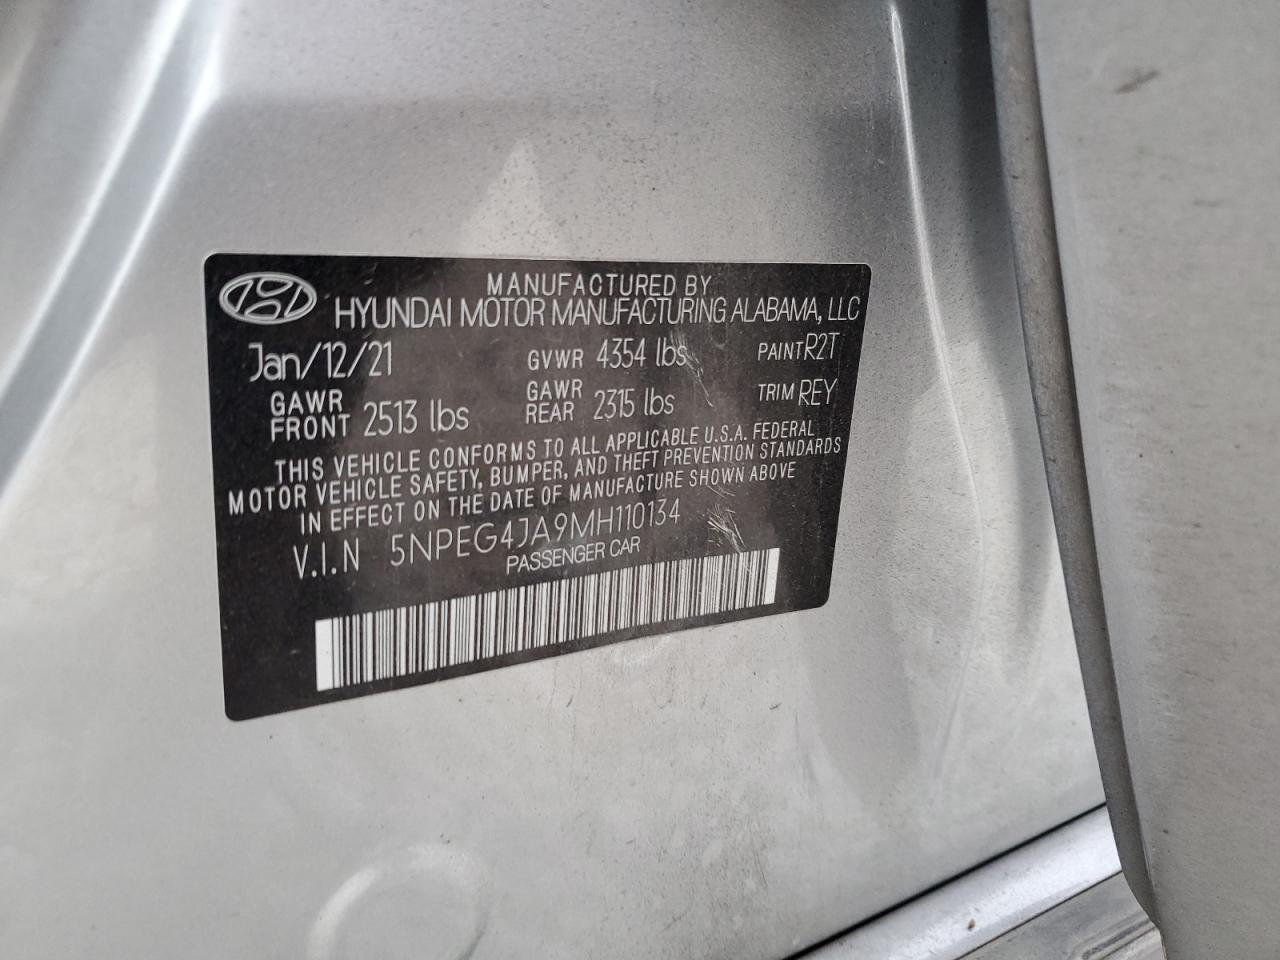 MANUFACTURED BY
HYUNDAI MOTOR MANUFACTURING ALABAMA, LLC
Jan/12/21 GVWR 4354 lbs PAINT R2T
GAWR FRONT 2513 lbs GAWR REAR 2315 lbs TRIM REY
THIS VEHICLE CONFORMS TO ALL APPLICABLE U.S.A. FEDERAL
MOTOR VEHICLE SAFETY, BUMPER, AND THEFT PREVENTION STANDARDS
IN EFFECT ON THE DATE OF MANUFACTURE SHOWN ABOVE
V.I.N 5NPEG4JA9MH110134
PASSENGER CAR